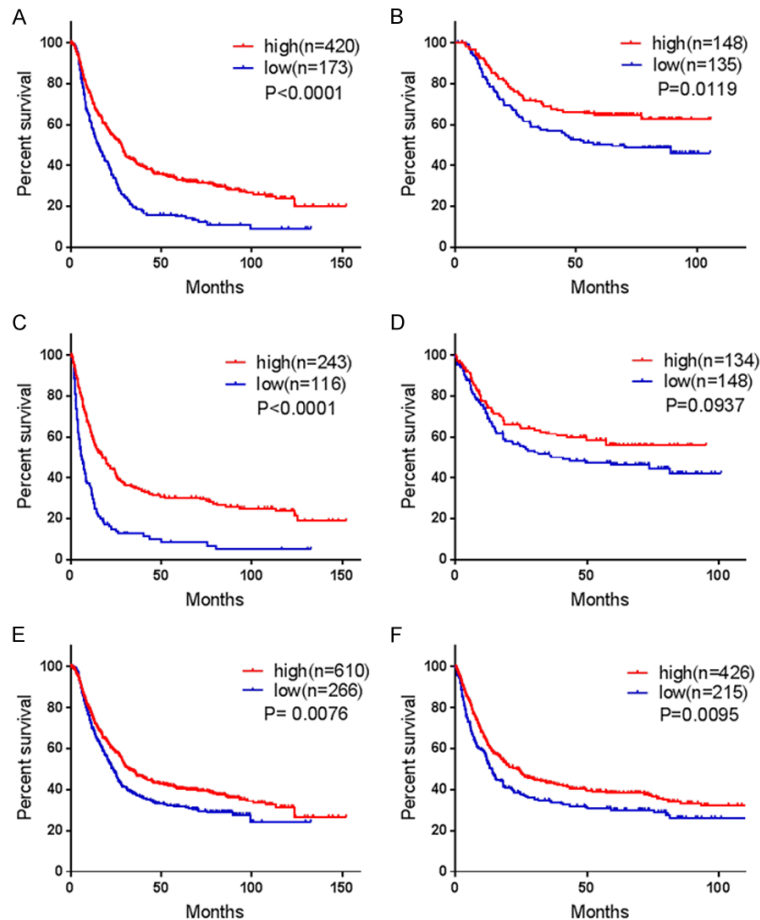 A
high(n=420)
low(n=173)
P<0.0001
Percent survival
100
80
60
40
20
0
0 50 100 150
Months
B
high(n=148)
low(n=135)
P=0.0119
Percent survival
100
80
60
40
20
0
0 50 100
Months
C
high(n=243)
low(n=116)
P<0.0001
Percent survival
100
80
60
40
20
0
0 50 100 150
Months
D
high(n=134)
low(n=148)
P=0.0937
Percent survival
100
80
60
40
20
0
0 50 100
Months
E
high(n=610)
low(n=266)
P= 0.0076
Percent survival
100
80
60
40
20
0
0 50 100 150
Months
F
high(n=426)
low(n=215)
P=0.0095
Percent survival
100
80
60
40
20
0
0 50 100
Months